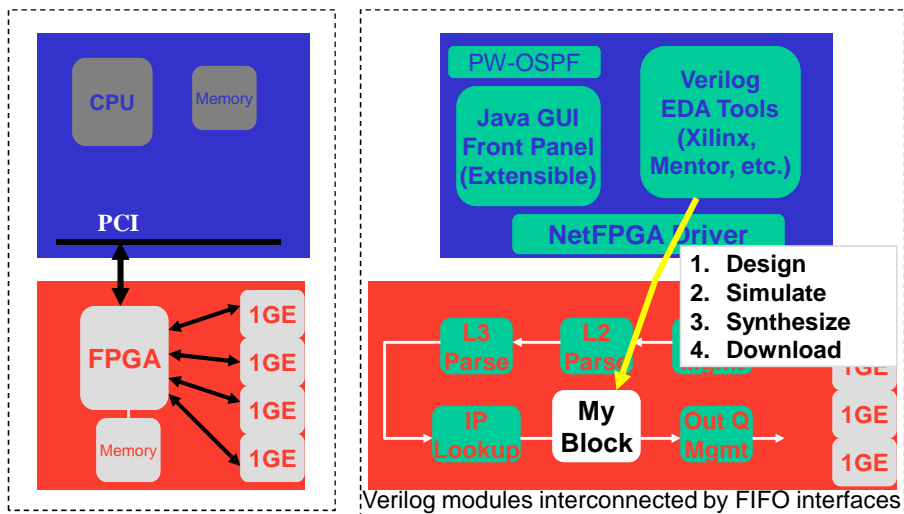 CPU
Memory
PCI
FPGA
1GE
1GE
1GE
1GE
Memory
PW-OSPF
Java GUI
Front Panel
(Extensible)
Verilog
EDA Tools
(Xilinx,
Mentor, etc.)
NetFPGA Driver
1. Design
2. Simulate
3. Synthesize
4. Download
L3
Parse
L2
Parse
Mgmt
1GE
1GE
1GE
IP
Lookup
My
Block
Out Q
Mgmt
Verilog modules interconnected by FIFO interfaces